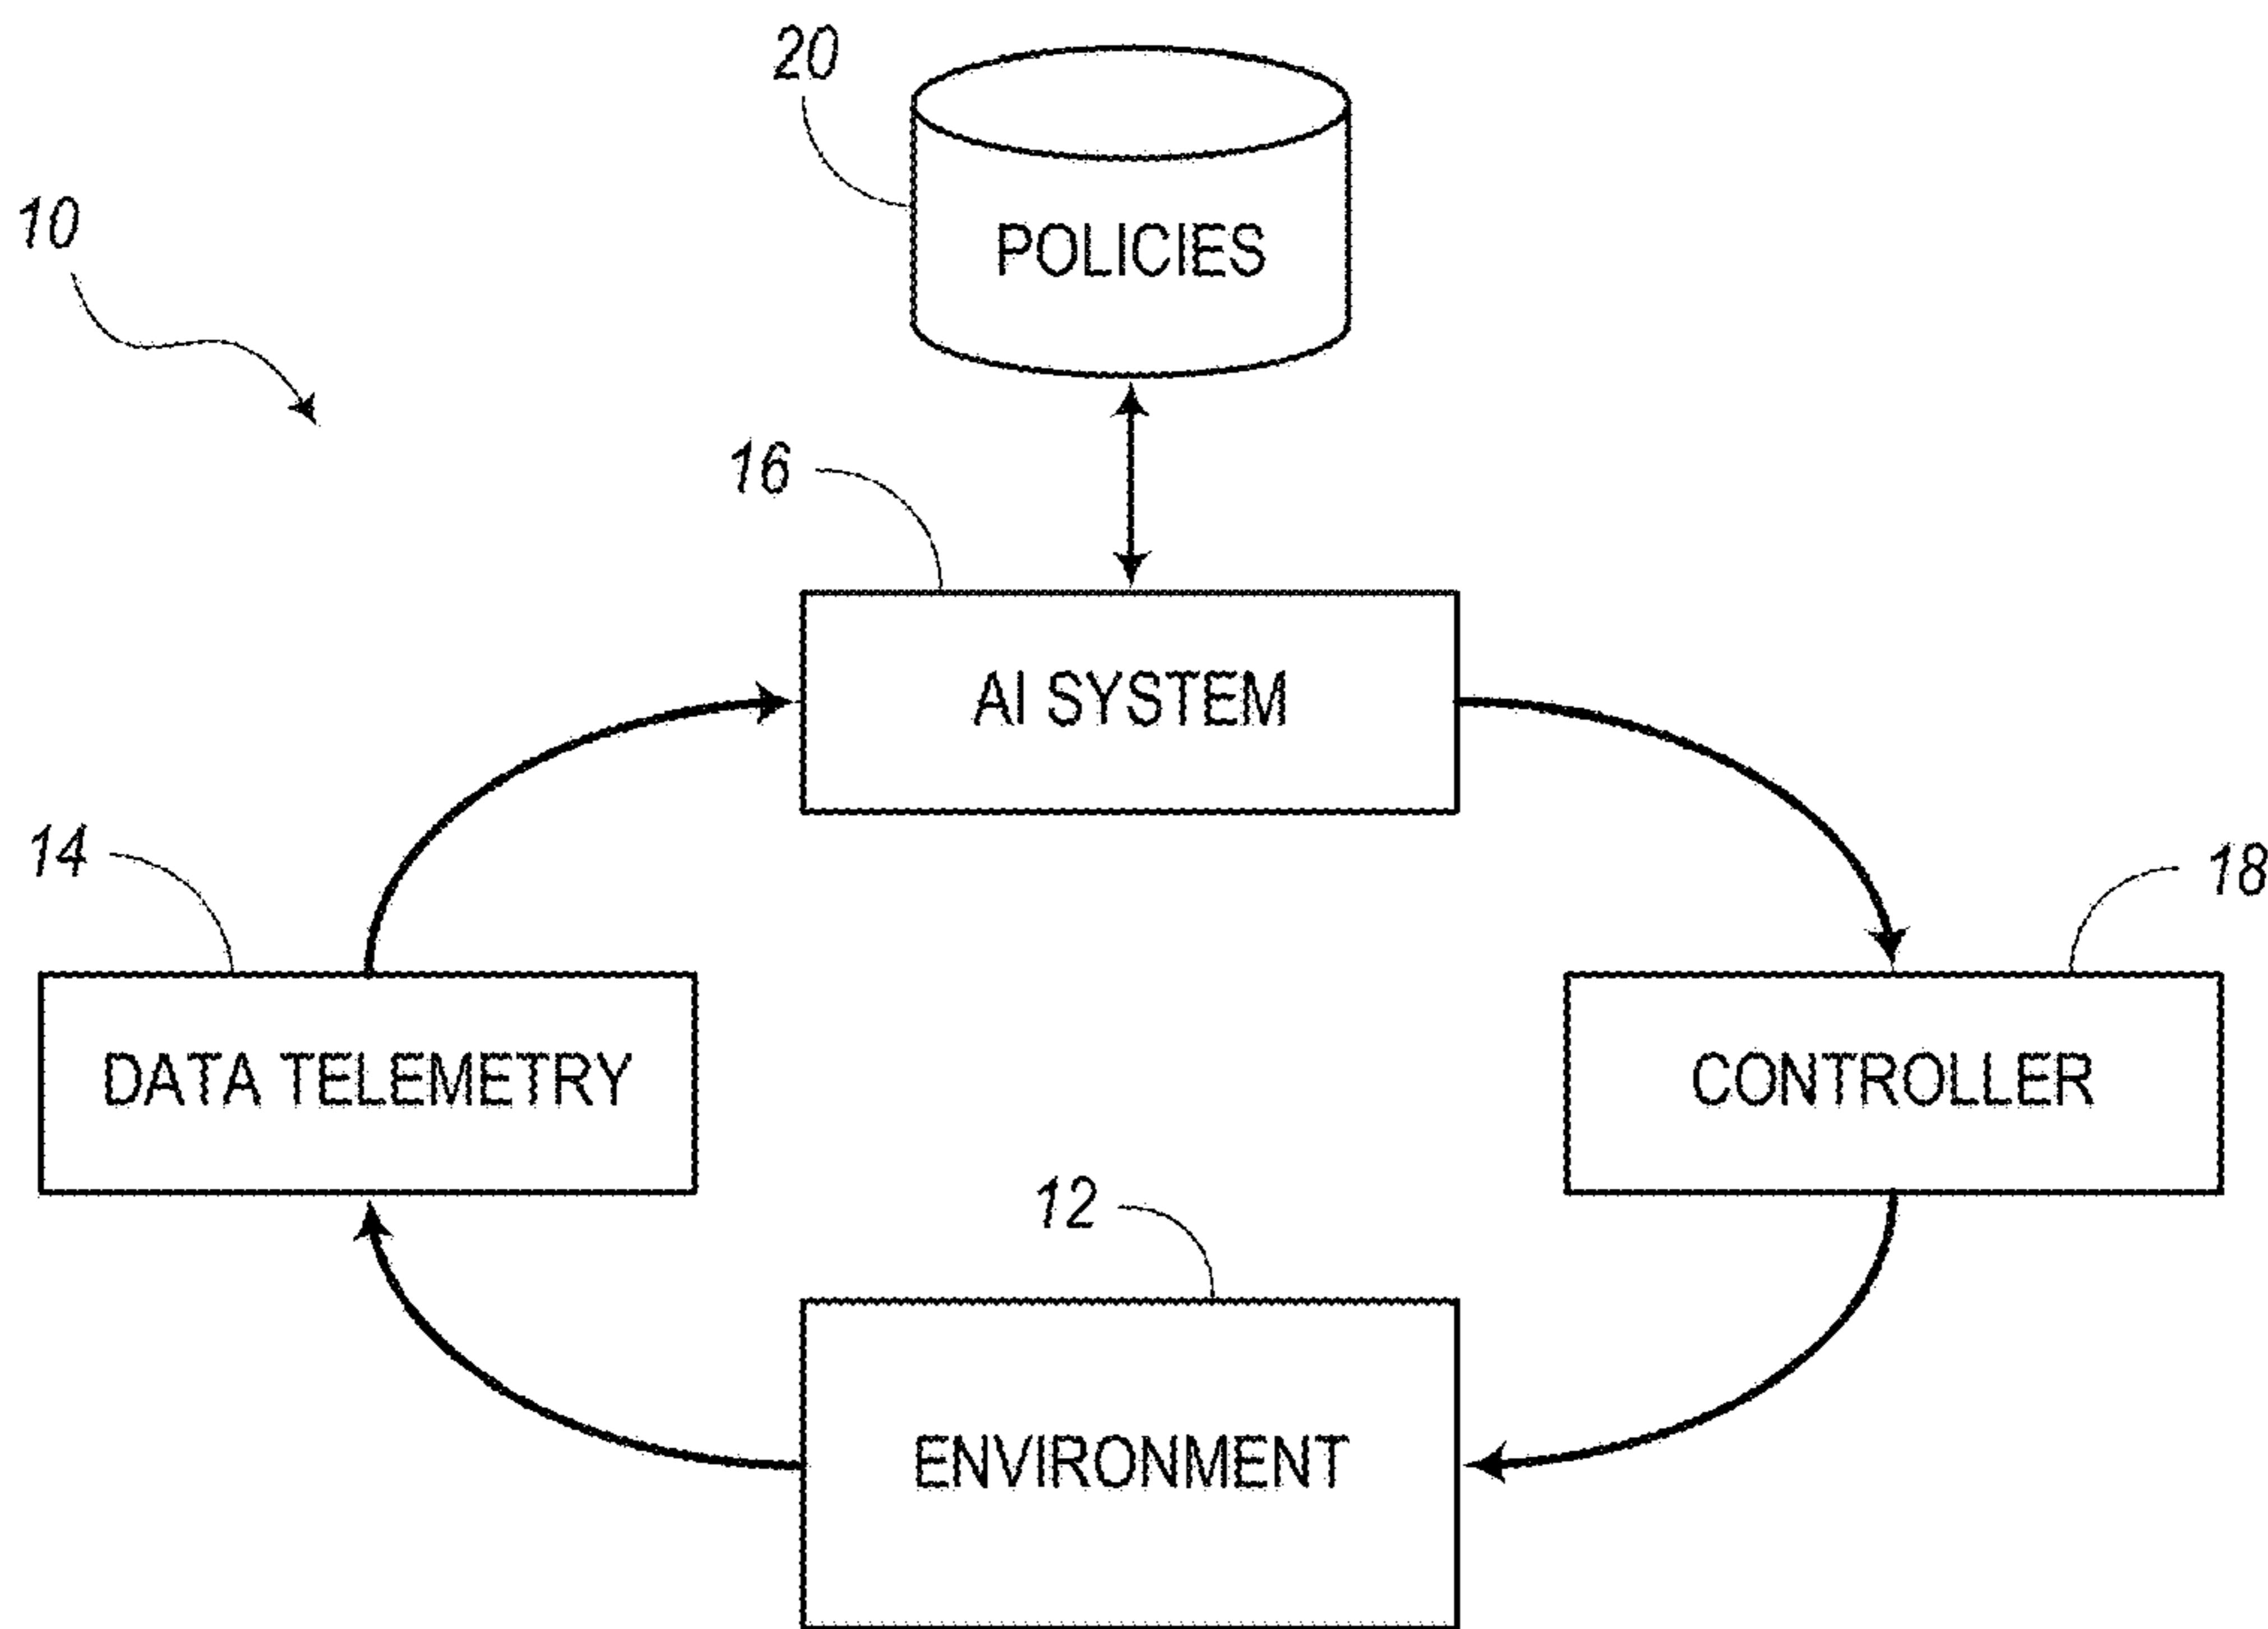 20
POLICIES
10
16
AI SYSTEM
14
18
DATA TELEMETRY
CONTROLLER
12
ENVIRONMENT